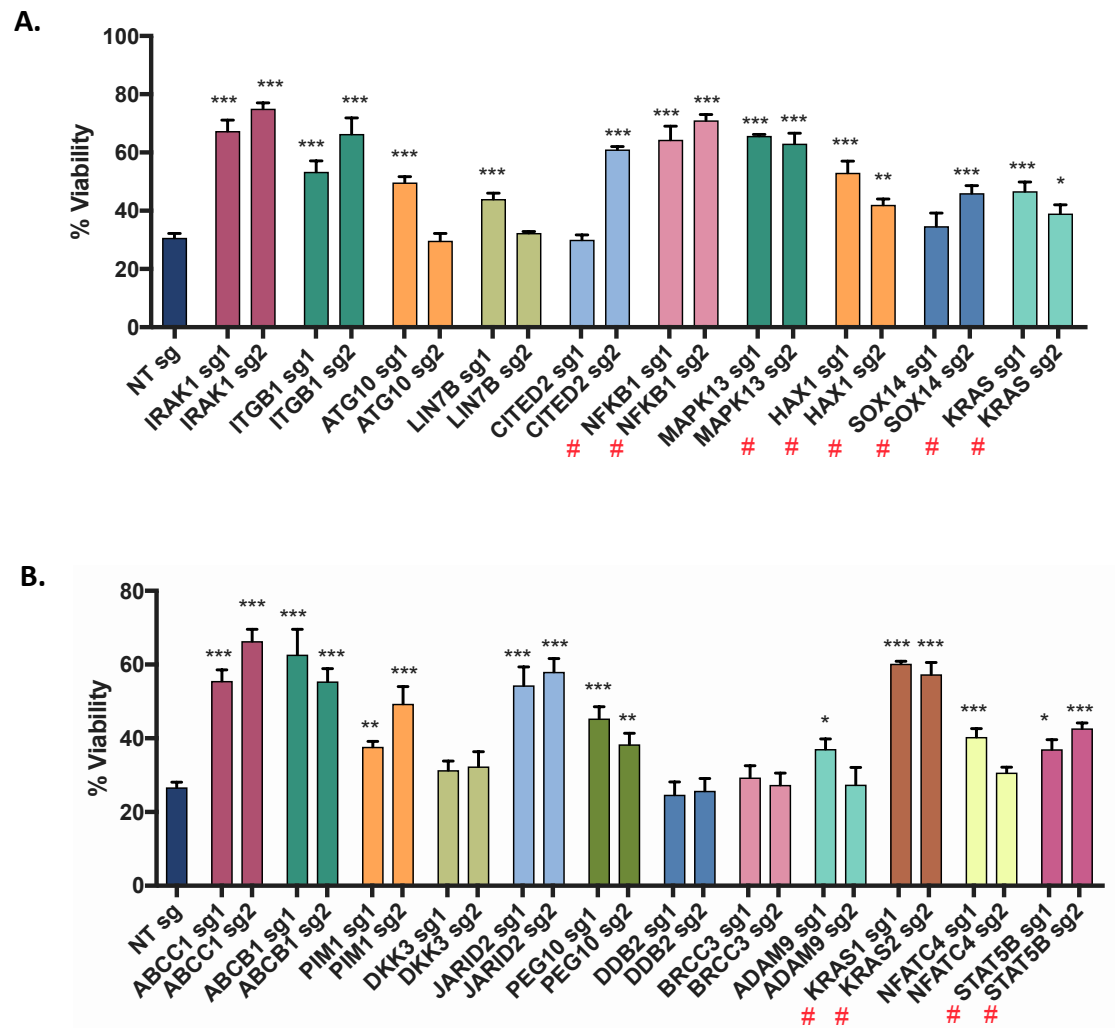 A.
100
80
60
40
20
0
% Viability
*** *** *** *** *** *** *** *** *** *** *** *** ** *** *** *
NT sg
IRAK1 sg1
IRAK1 sg2
ITGB1 sg1
ITGB1 sg2
ATG10 sg1
ATG10 sg2
LIN7B sg1
LIN7B sg2
CITED2 sg1
CITED2 sg2
NFKB1 sg1
NFKB1 sg2
MAPK13 sg1
MAPK13 sg2
HAX1 sg1
HAX1 sg2
SOX14 sg1
SOX14 sg2
KRAS sg1
KRAS sg2
# # # # # # # #
B.
80
60
40
20
0
% Viability
*** *** *** *** ** *** *** *** *** ** * *** *** *** * ***
NT sg
ABCC1 sg1
ABCC1 sg2
ABCB1 sg1
ABCB1 sg2
PIM1 sg1
PIM1 sg2
DKK3 sg1
DKK3 sg2
JARID2 sg1
JARID2 sg2
PEG10 sg1
PEG10 sg2
DDB2 sg1
DDB2 sg2
BRCC3 sg1
BRCC3 sg2
ADAM9 sg1
ADAM9 sg2
KRAS1 sg1
KRAS2 sg2
NFATC4 sg1
NFATC4 sg2
STAT5B sg1
STAT5B sg2
# # # #